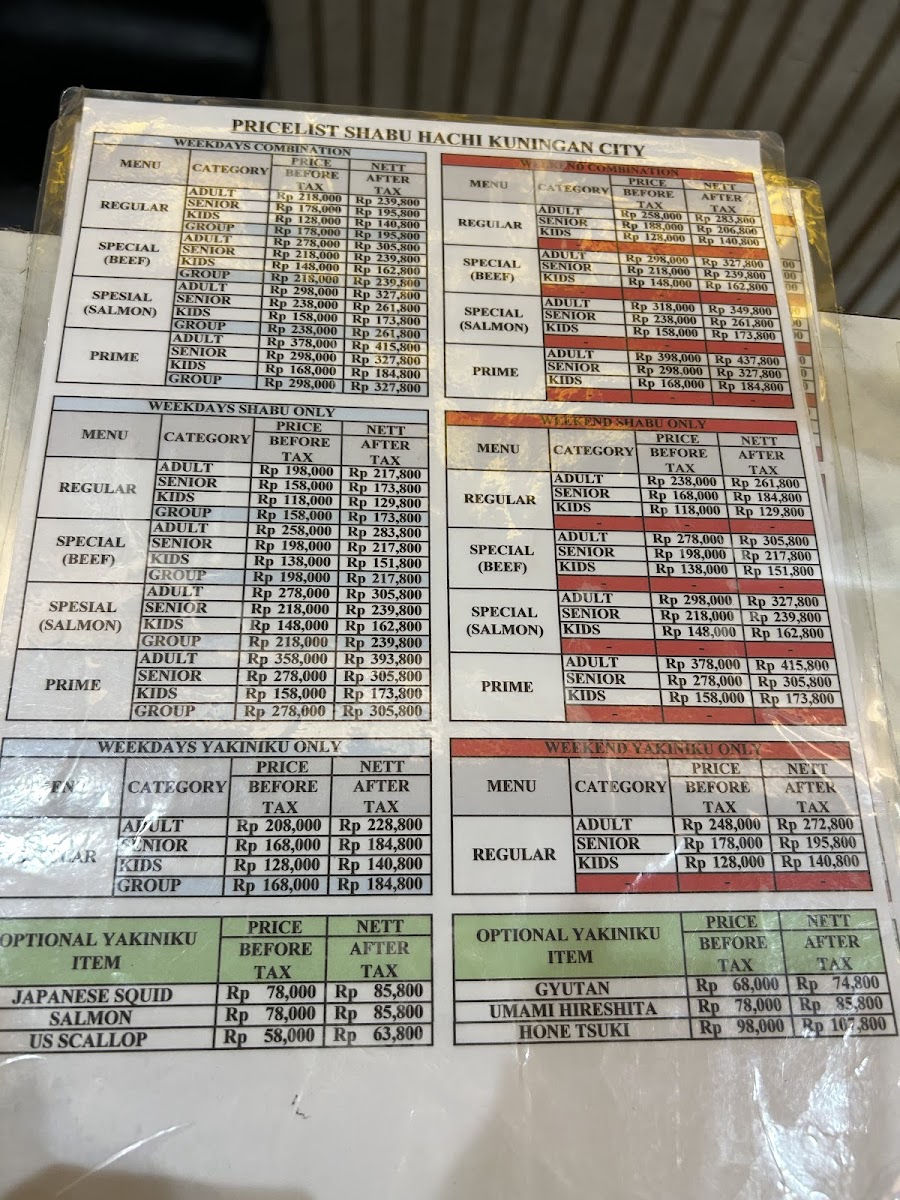 PRICELIST SHABU HACHI KUNINGAN CITY
WEEKDAYS COMBINATION
MENU CATEGORY PRICE BEFORE TAX NETT AFTER TAX
REGULAR
ADULT Rp 218,000 Rp 239,800
SENIOR Rp 178,000 Rp 195,800
KIDS Rp 128,000 Rp 140,800
GROUP Rp 178,000 Rp 195,800
SPECIAL (BEEF)
ADULT Rp 278,000 Rp 305,800
SENIOR Rp 218,000 Rp 239,800
KIDS Rp 148,000 Rp 162,800
GROUP Rp 218,000 Rp 239,800
SPESIAL (SALMON)
ADULT Rp 298,000 Rp 327,800
SENIOR Rp 238,000 Rp 261,800
KIDS Rp 158,000 Rp 173,800
GROUP Rp 238,000 Rp 261,800
PRIME
ADULT Rp 378,000 Rp 415,800
SENIOR Rp 298,000 Rp 327,800
KIDS Rp 168,000 Rp 184,800
GROUP Rp 298,000 Rp 327,800
WEEKEND COMBINATION
MENU CATEGORY PRICE BEFORE TAX NETT AFTER TAX
REGULAR
ADULT Rp 258,000 Rp 283,800
SENIOR Rp 188,000 Rp 206,800
KIDS Rp 128,000 Rp 140,800
- -
SPECIAL (BEEF)
ADULT Rp 298,000 Rp 327,800
SENIOR Rp 218,000 Rp 239,800
KIDS Rp 148,000 Rp 162,800
- -
SPECIAL (SALMON)
ADULT Rp 318,000 Rp 349,800
SENIOR Rp 238,000 Rp 261,800
KIDS Rp 158,000 Rp 173,800
- -
PRIME
ADULT Rp 398,000 Rp 437,800
SENIOR Rp 298,000 Rp 327,800
KIDS Rp 168,000 Rp 184,800
- -
WEEKDAYS SHABU ONLY
MENU CATEGORY PRICE BEFORE TAX NETT AFTER TAX
REGULAR
ADULT Rp 198,000 Rp 217,800
SENIOR Rp 158,000 Rp 173,800
KIDS Rp 118,000 Rp 129,800
GROUP Rp 158,000 Rp 173,800
SPECIAL (BEEF)
ADULT Rp 258,000 Rp 283,800
SENIOR Rp 198,000 Rp 217,800
KIDS Rp 138,000 Rp 151,800
GROUP Rp 198,000 Rp 217,800
SPESIAL (SALMON)
ADULT Rp 278,000 Rp 305,800
SENIOR Rp 218,000 Rp 239,800
KIDS Rp 148,000 Rp 162,800
GROUP Rp 218,000 Rp 239,800
PRIME
ADULT Rp 358,000 Rp 393,800
SENIOR Rp 278,000 Rp 305,800
KIDS Rp 158,000 Rp 173,800
GROUP Rp 278,000 Rp 305,800
WEEKEND SHABU ONLY
MENU CATEGORY PRICE BEFORE TAX NETT AFTER TAX
REGULAR
ADULT Rp 238,000 Rp 261,800
SENIOR Rp 168,000 Rp 184,800
KIDS Rp 118,000 Rp 129,800
- -
SPECIAL (BEEF)
ADULT Rp 278,000 Rp 305,800
SENIOR Rp 198,000 Rp 217,800
KIDS Rp 138,000 Rp 151,800
- -
SPECIAL (SALMON)
ADULT Rp 298,000 Rp 327,800
SENIOR Rp 218,000 Rp 239,800
KIDS Rp 148,000 Rp 162,800
- -
PRIME
ADULT Rp 378,000 Rp 415,800
SENIOR Rp 278,000 Rp 305,800
KIDS Rp 158,000 Rp 173,800
- - -
WEEKDAYS YAKINIKU ONLY
CATEGORY PRICE BEFORE TAX NETT AFTER TAX
ADULT Rp 208,000 Rp 228,800
SENIOR Rp 168,000 Rp 184,800
KIDS Rp 128,000 Rp 140,800
GROUP Rp 168,000 Rp 184,800
WEEKEND YAKINIKU ONLY
MENU CATEGORY PRICE BEFORE TAX NETT AFTER TAX
REGULAR
ADULT Rp 248,000 Rp 272,800
SENIOR Rp 178,000 Rp 195,800
KIDS Rp 128,000 Rp 140,800
- - -
OPTIONAL YAKINIKU ITEM PRICE BEFORE TAX NETT AFTER TAX
JAPANESE SQUID Rp 78,000 Rp 85,800
SALMON Rp 78,000 Rp 85,800
US SCALLOP Rp 58,000 Rp 63,800
OPTIONAL YAKINIKU ITEM PRICE BEFORE TAX NETT AFTER TAX
GYUTAN Rp 68,000 Rp 74,800
UMAMI HIRESHITA Rp 78,000 Rp 85,800
HONE TSUKI Rp 98,000 Rp 107,800